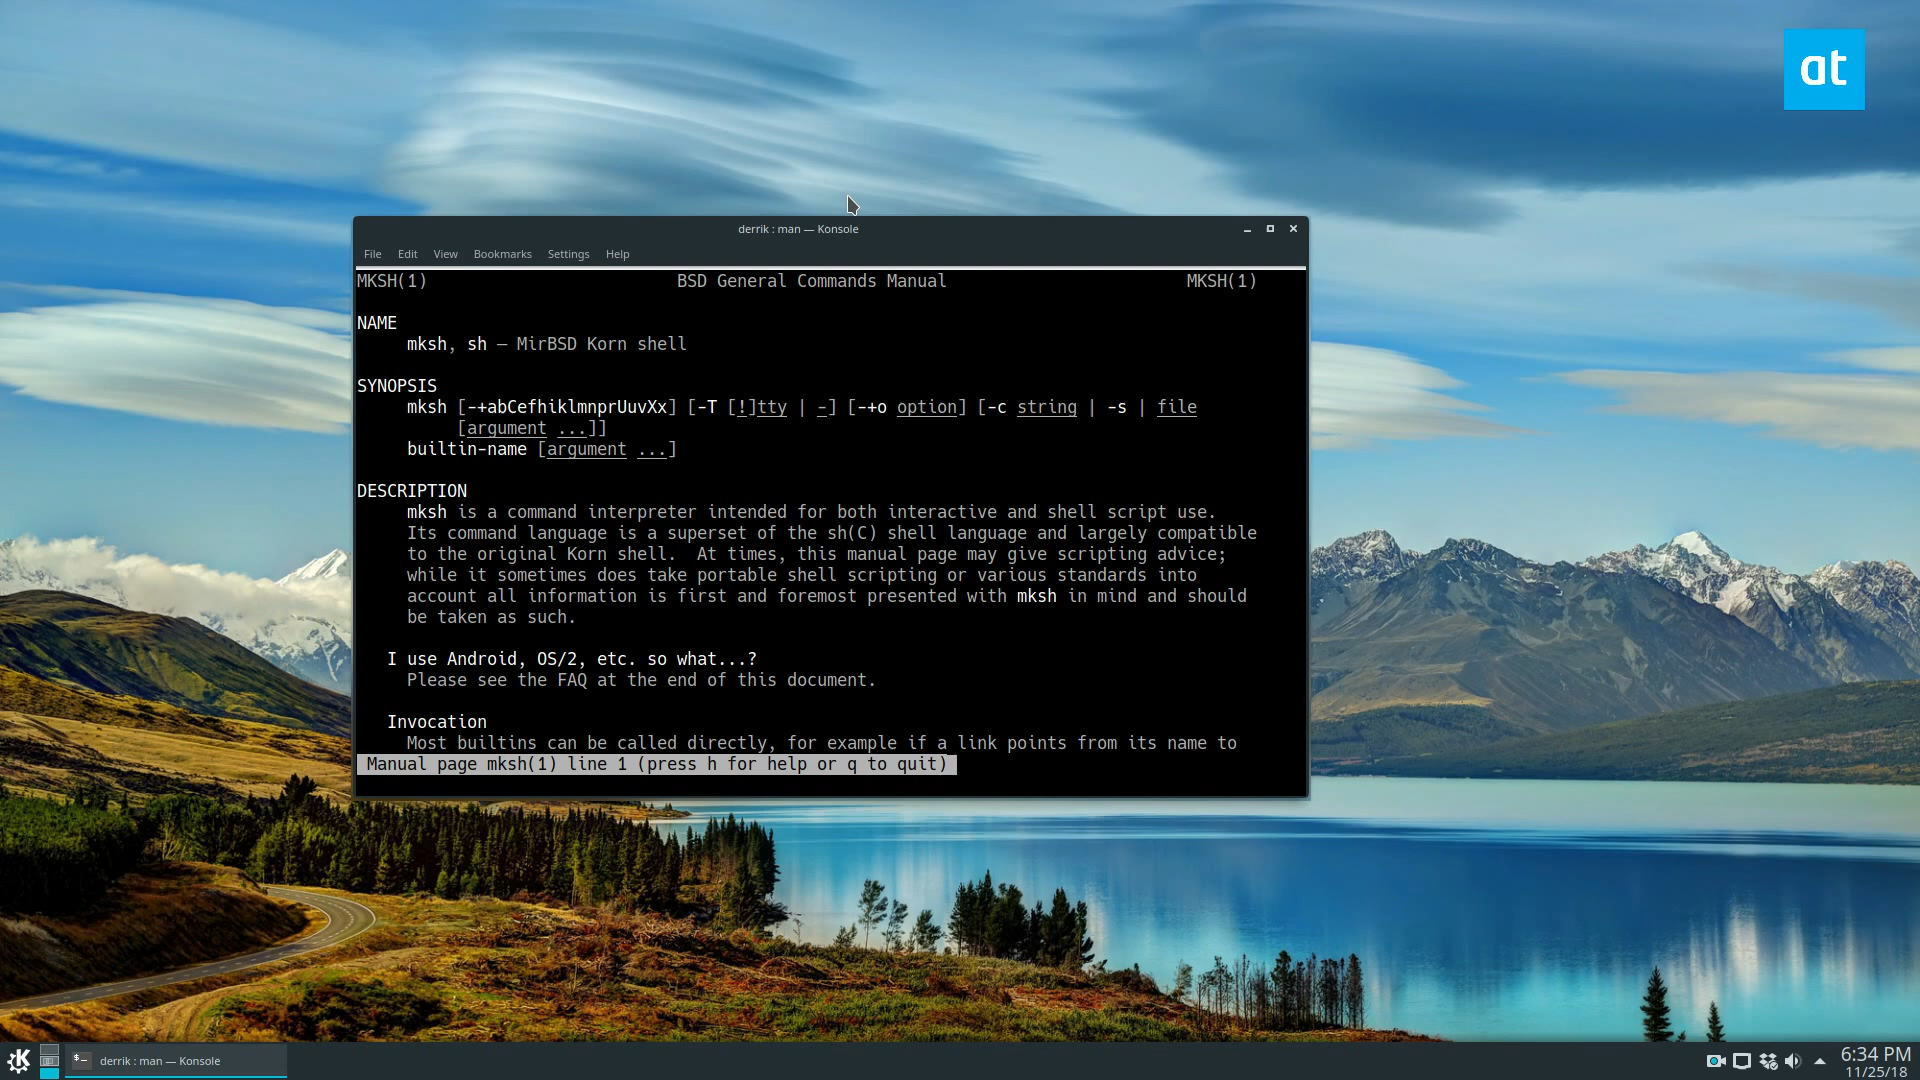 at
derrik : man — Konsole
File Edit View Bookmarks Settings Help
MKSH(1) BSD General Commands Manual MKSH(1)
NAME
mksh, sh — MirBSD Korn shell
SYNOPSIS
mksh [-+abCefhiklmnprUuvXx] [-T [!]tty | -] [-+o option] [-c string | -s | file
[argument ...]]
builtin-name [argument ...]
DESCRIPTION
mksh is a command interpreter intended for both interactive and shell script use.
Its command language is a superset of the sh(C) shell language and largely compatible
to the original Korn shell.  At times, this manual page may give scripting advice;
while it sometimes does take portable shell scripting or various standards into
account all information is first and foremost presented with mksh in mind and should
be taken as such.
I use Android, OS/2, etc. so what...?
Please see the FAQ at the end of this document.
Invocation
Most builtins can be called directly, for example if a link points from its name to
Manual page mksh(1) line 1 (press h for help or q to quit)
derrik : man — Konsole
6:34 PM
11/25/18